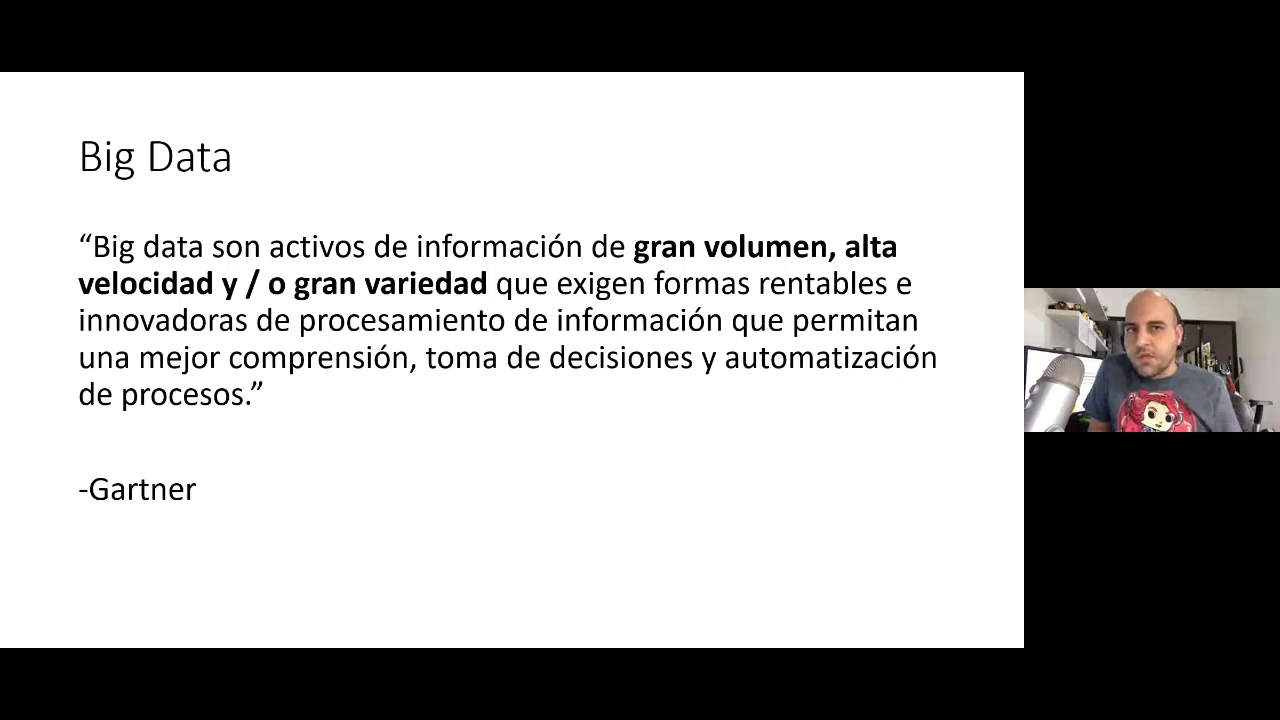 Big Data
“Big data son activos de información de gran volumen, alta
velocidad y / o gran variedad que exigen formas rentables e
innovadoras de procesamiento de información que permitan
una mejor comprensión, toma de decisiones y automatización
de procesos.”
-Gartner